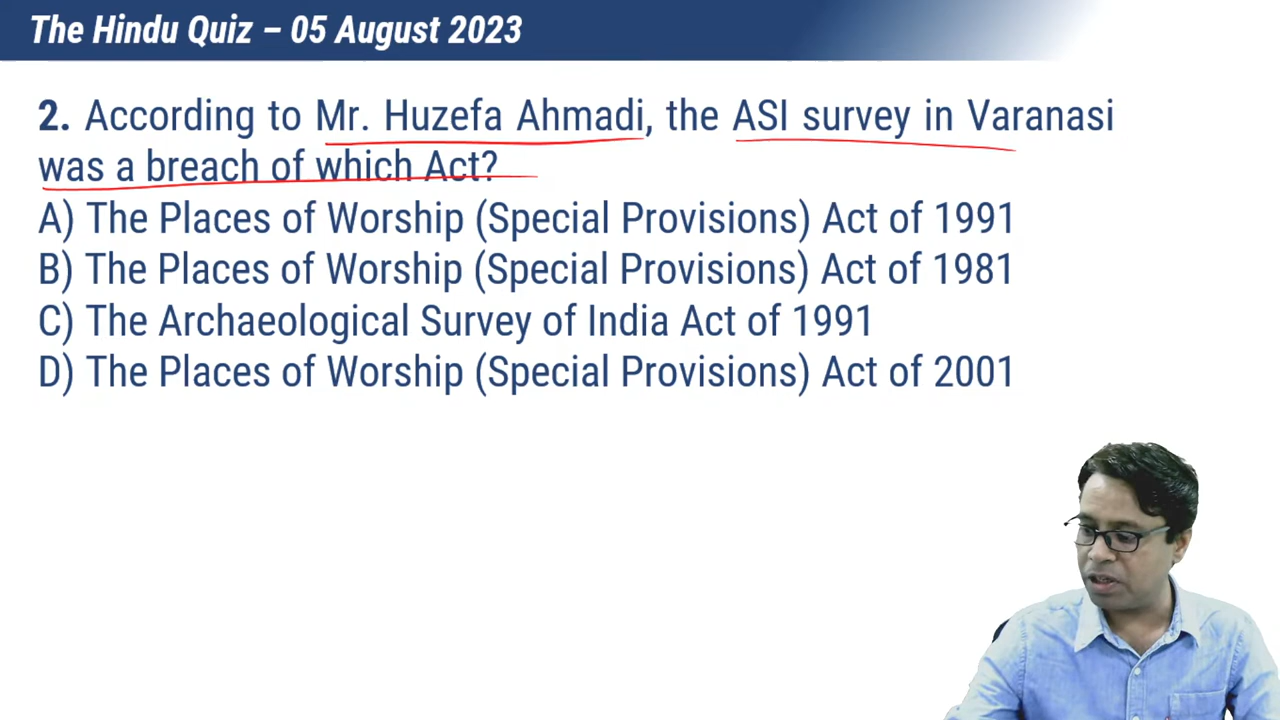 The Hindu Quiz – 05 August 2023
2. According to Mr. Huzefa Ahmadi, the ASI survey in Varanasi
was a breach of which Act?
A) The Places of Worship (Special Provisions) Act of 1991
B) The Places of Worship (Special Provisions) Act of 1981
C) The Archaeological Survey of India Act of 1991
D) The Places of Worship (Special Provisions) Act of 2001